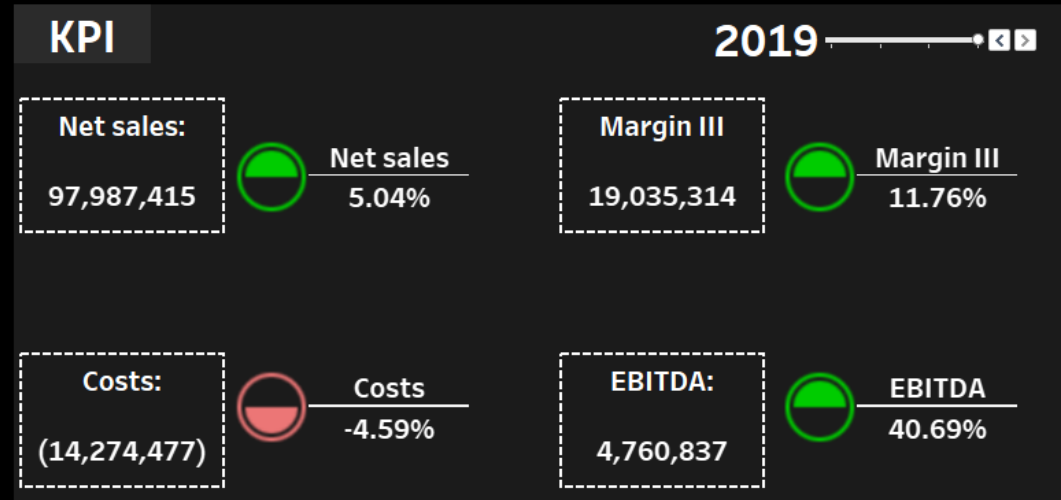 KPI
2019
Net sales:
97,987,415
Net sales
5.04%
Margin III
19,035,314
Margin III
11.76%
Costs:
(14,274,477)
Costs
-4.59%
EBITDA:
4,760,837
EBITDA
40.69%